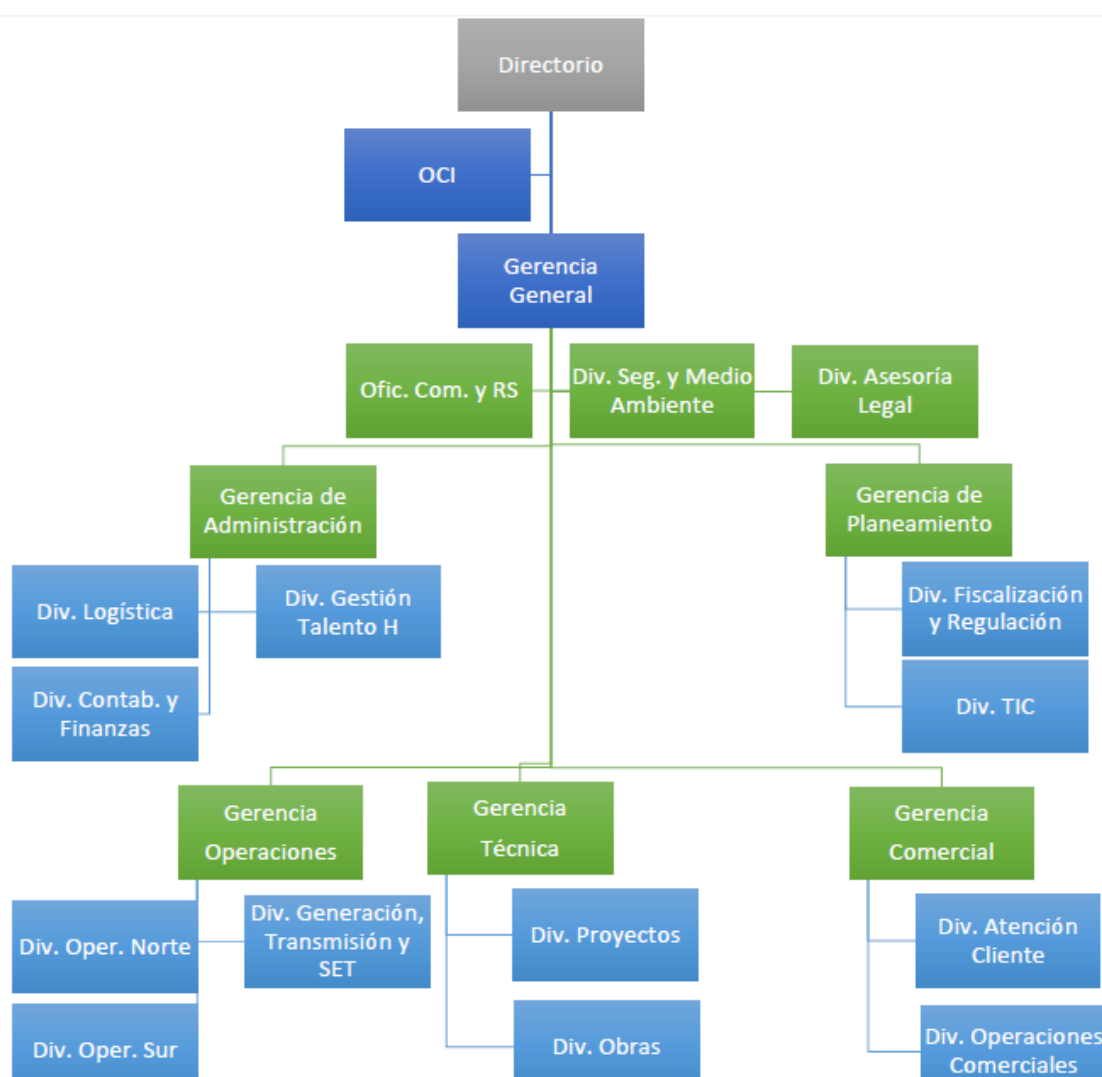 Directorio
OCI
Gerencia
General
Ofic. Com. y RS
Div. Seg. y Medio
Ambiente
Div. Asesoría
Legal
Gerencia de
Administración
Gerencia de
Planeamiento
Div. Logística
Div. Gestión
Talento H
Div. Contab. y
Finanzas
Div. Fiscalización
y Regulación
Div. TIC
Gerencia
Operaciones
Gerencia
Técnica
Gerencia
Comercial
Div. Oper. Norte
Div. Generación,
Transmisión y
SET
Div. Oper. Sur
Div. Proyectos
Div. Obras
Div. Atención
Cliente
Div. Operaciones
Comerciales